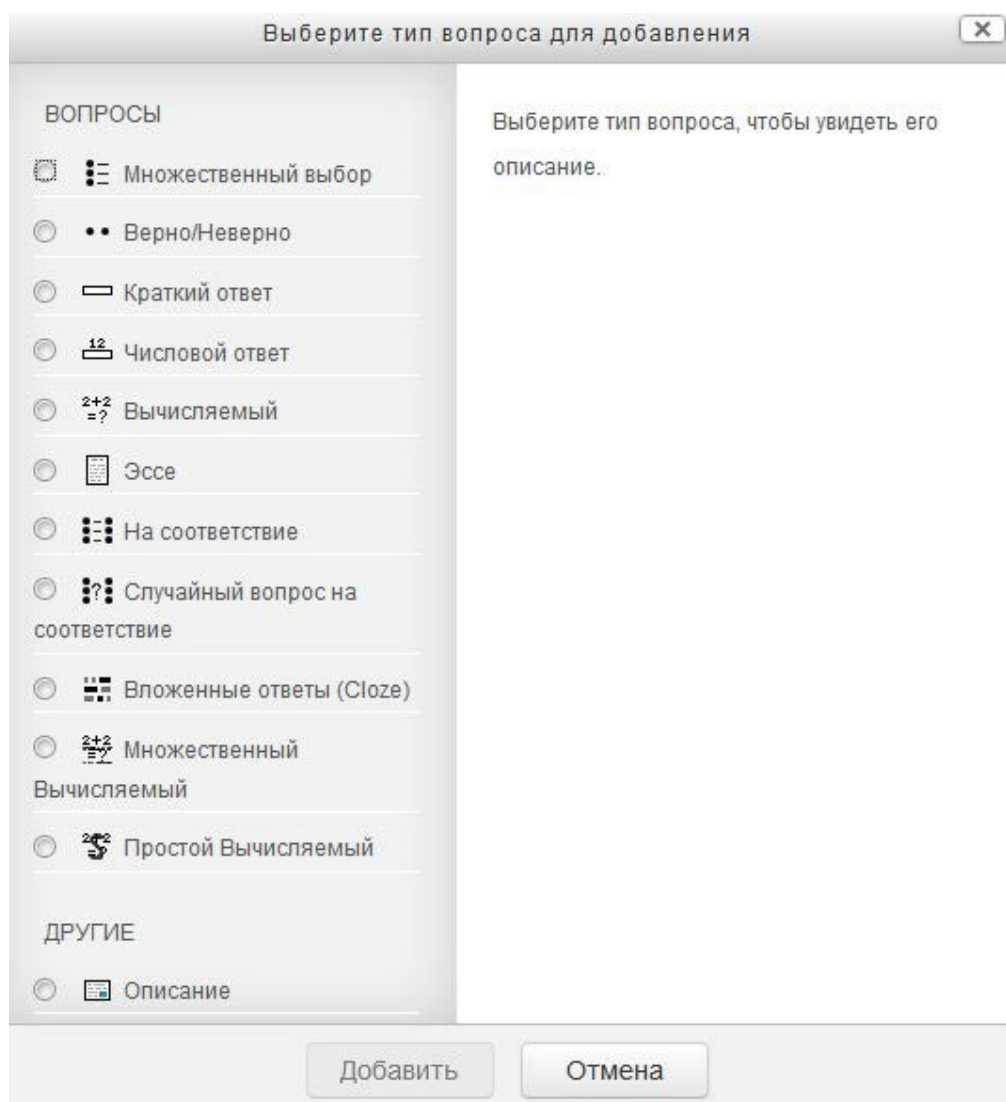 Выберите тип вопроса для добавления
ВОПРОСЫ
Множественный выбор
Верно/Неверно
Краткий ответ
12
Числовой ответ
2+2
=?
Вычисляемый
Эссе
На соответствие
?
Случайный вопрос на
соответствие
Вложенные ответы (Cloze)
2+2
=?
Множественный
Вычисляемый
Простой Вычисляемый
ДРУГИЕ
Описание
Выберите тип вопроса, чтобы увидеть его
описание.
Добавить
Отмена